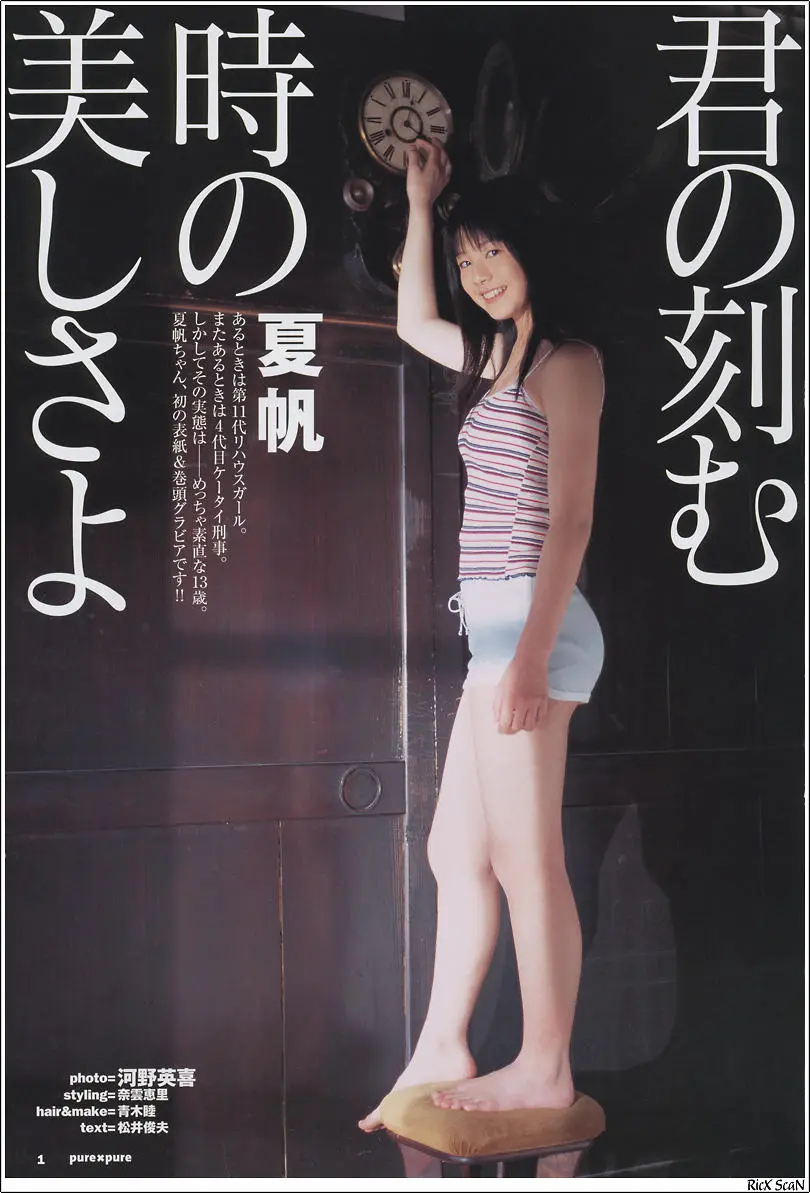 君の刻む
時の
美しさよ
夏帆
あるときは第11代リハウスガール。
またあるときは4代目ケータイ刑事。
しかしてその実態は——めっちゃ素直な13歳。
夏帆ちゃん、初の表紙&巻頭グラビアです!!
photo=河野英喜
styling=奈雲恵里
hair&make=青木睦
text=松井俊夫
1 pure×pure
RicX ScaN